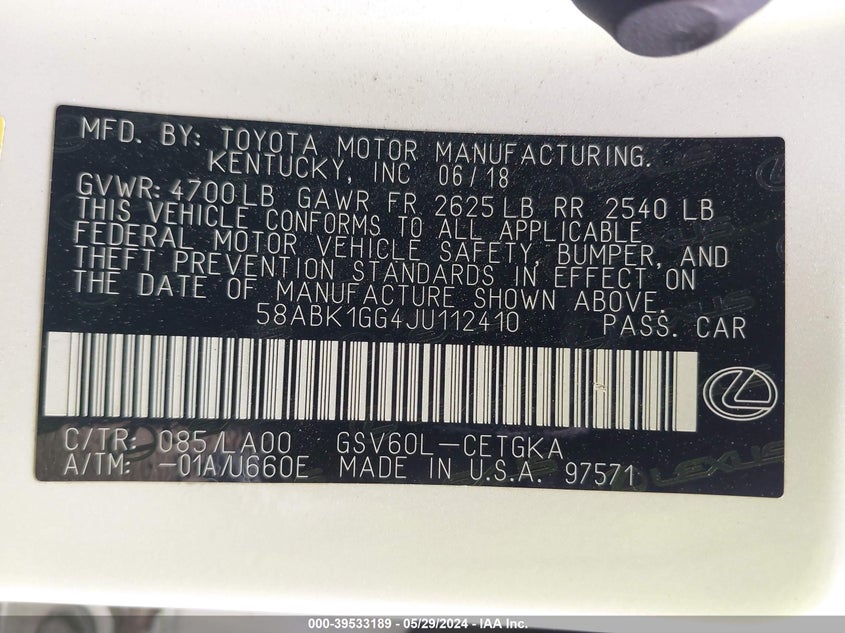 MFD. BY: TOYOTA MOTOR MANUFACTURING.
KENTUCKY, INC 06/18
GVWR: 4700LB GAWR FR 2625LB RR 2540 LB
THIS VEHICLE CONFORMS TO ALL APPLICABLE
FEDERAL MOTOR VEHICLE SAFETY, BUMPER, AND
THEFT PREVENTION STANDARDS IN EFFECT ON
THE DATE OF MANUFACTURE SHOWN ABOVE.
58ABK1GG4JU112410 PASS. CAR
C/TR: 085/LA00 GSV60L-CETGKA
A/TM: -01A/U660E MADE IN U.S.A. 97571
LEXUS
000-39533189 - 05/29/2024 - IAA Inc.